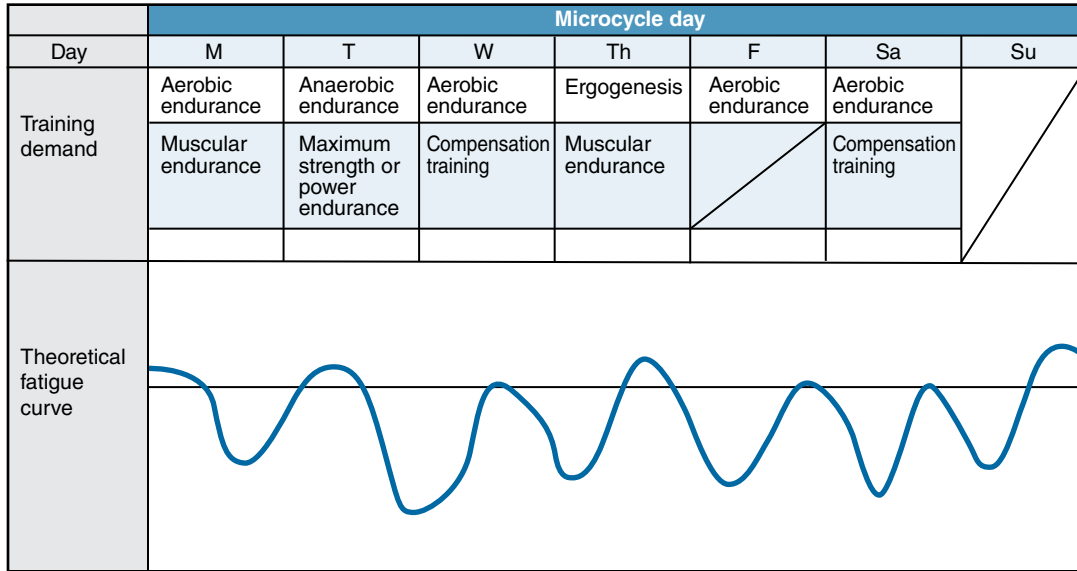 Microcycle day
Day M T W Th F Sa Su
Training
demand
Aerobic
endurance
Anaerobic
endurance
Aerobic
endurance
Ergogenesis
Aerobic
endurance
Aerobic
endurance
Muscular
endurance
Maximum
strength or
power
endurance
Compensation
training
Muscular
endurance
Compensation
training
Theoretical
fatigue
curve